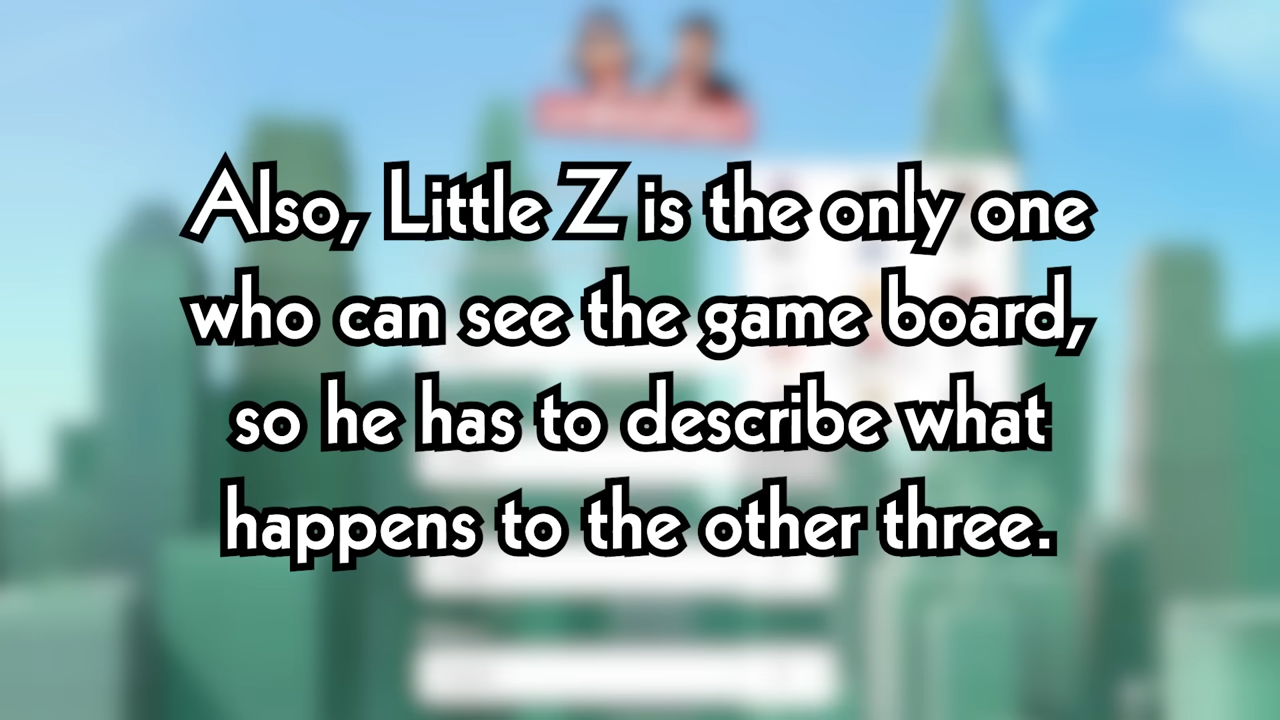 Also, Little Z is the only one
who can see the game board,
so he has to describe what
happens to the other three.